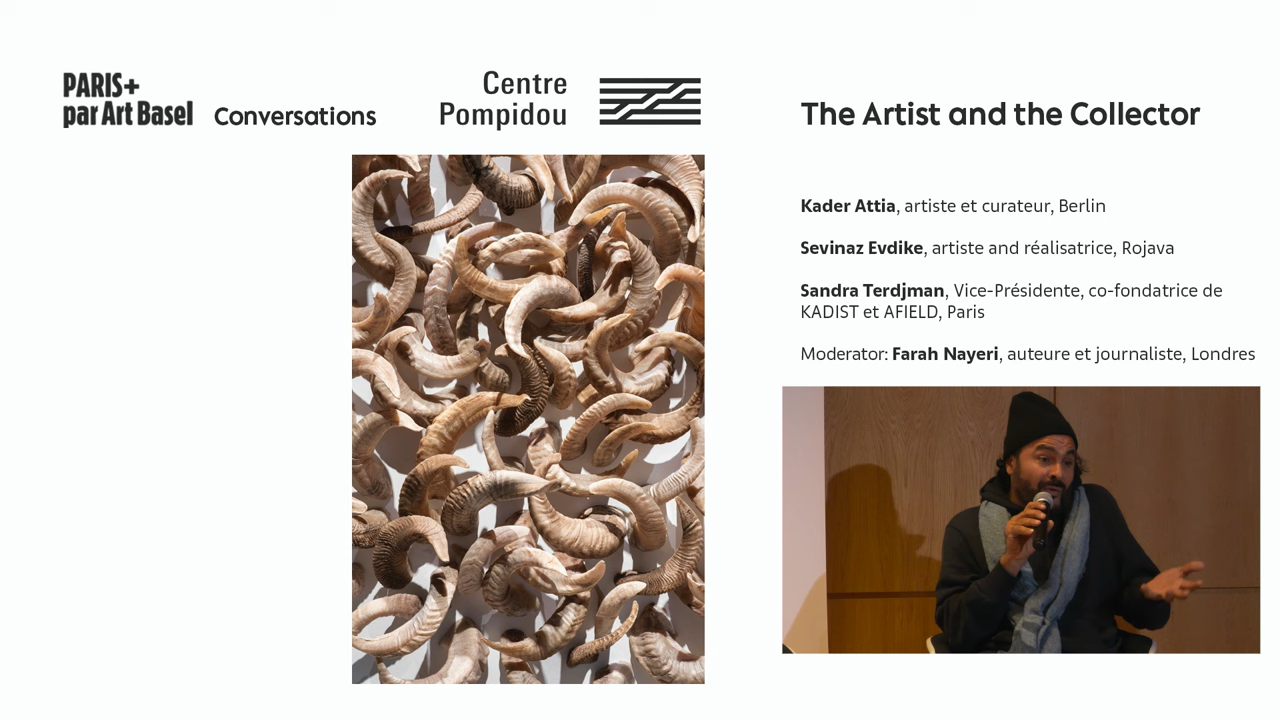 PARIS+
par Art Basel
Conversations
Centre
Pompidou
The Artist and the Collector
Kader Attia, artiste et curateur, Berlin
Sevinaz Evdike, artiste and réalisatrice, Rojava
Sandra Terdjman, Vice-Présidente, co-fondatrice de
KADIST et AFIELD, Paris
Moderator: Farah Nayeri, auteure et journaliste, Londres